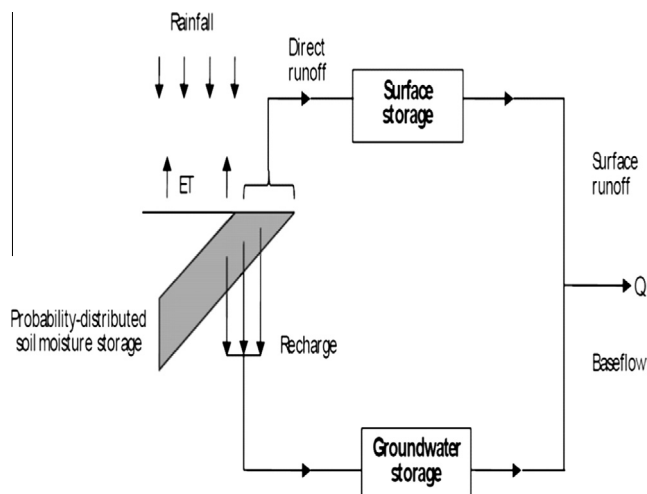 Rainfall
Direct
runoff
Surface
storage
ET
Surface
runoff
Q
Probability-distributed
soil moisture storage
Recharge
Baseflow
Groundwater
storage